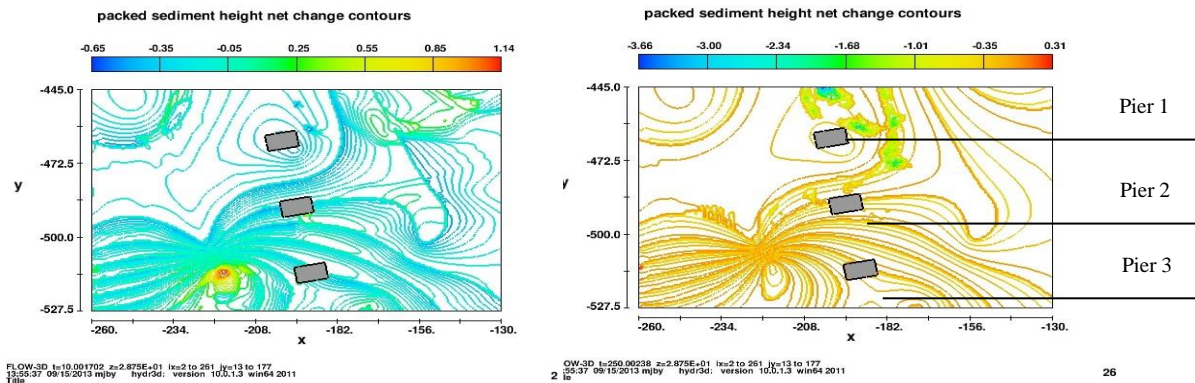 packed sediment height net change contours
-0.65 -0.35 -0.05 0.25 0.55 0.85 1.14
-445.0
-472.5
y
-500.0
-527.5
-260. -234. -208. -182. -156. -130.
x
FLOW-3D t=10.001702 z=2.875E+01 ix=2 to 261 jy=13 to 177
13:55:37 09/15/2013 mjby hydr3d: version 10.0.1.3 win64 2011
Title
packed sediment height net change contours
-3.66 -3.00 -2.34 -1.68 -1.01 -0.35 0.31
-445.0
-472.5
y
-500.0
-527.5
-260. -234. -208. -182. -156. -130.
x
2
OW-3D t=250.00238 z=2.875E+01 ix=2 to 261 jy=13 to 177
:55:37 09/15/2013 mjby hydr3d: version 10.0.1.3 win64 2011
le
26
Pier 1
Pier 2
Pier 3